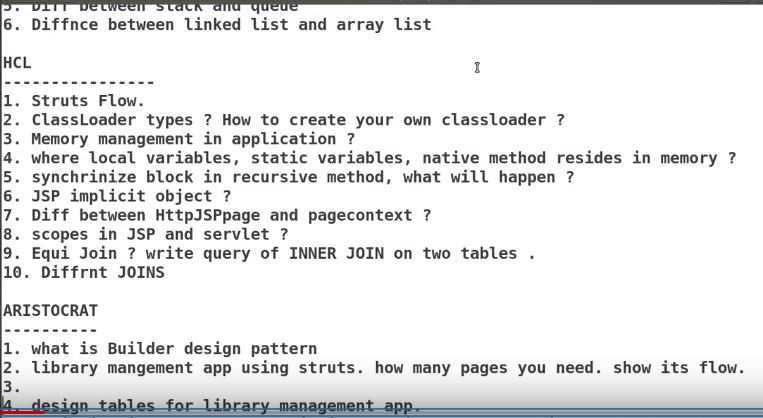 5. Diff between stack and queue
6. Diffnce between linked list and array list
HCL
----------------
1. Struts Flow.
2. ClassLoader types ? How to create your own classloader ?
3. Memory management in application ?
4. where local variables, static variables, native method resides in memory ?
5. synchrinize block in recursive method, what will happen ?
6. JSP implicit object ?
7. Diff between HttpJSPpage and pagecontext ?
8. scopes in JSP and servlet ?
9. Equi Join ? write query of INNER JOIN on two tables .
10. Diffrnt JOINS
ARISTOCRAT
----------
1. what is Builder design pattern
2. library mangement app using struts. how many pages you need. show its flow.
3.
4. design tables for library management app.